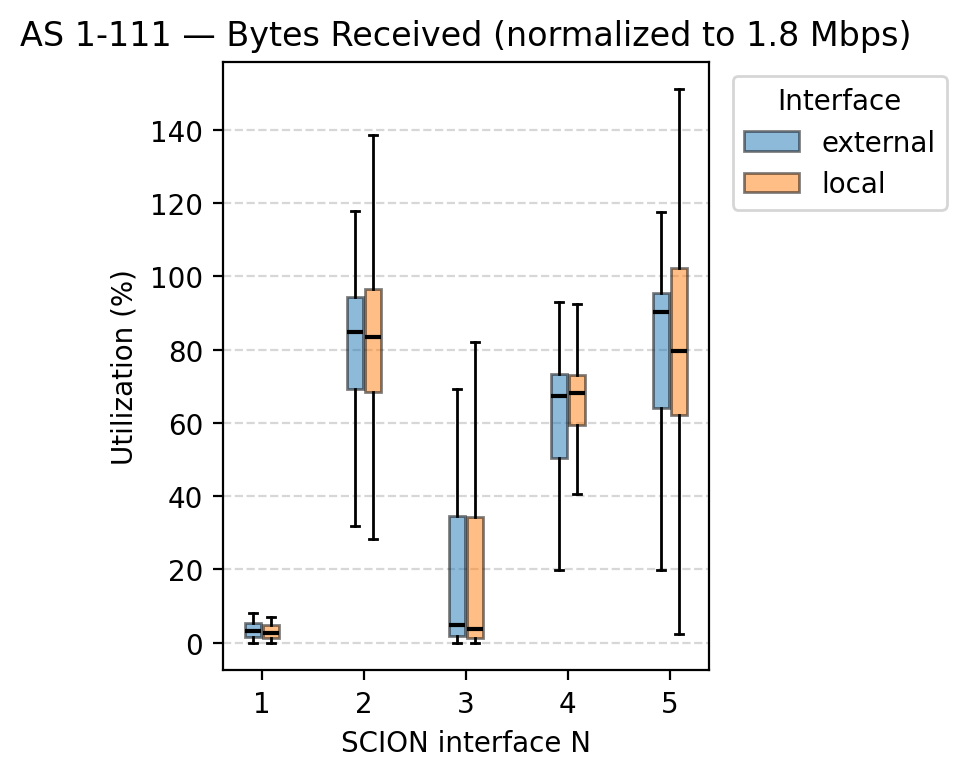 AS 1-111 — Bytes Received (normalized to 1.8 Mbps)
Interface
external
local
Utilization (%)
140
120
100
80
60
40
20
0
1 2 3 4 5
SCION interface N